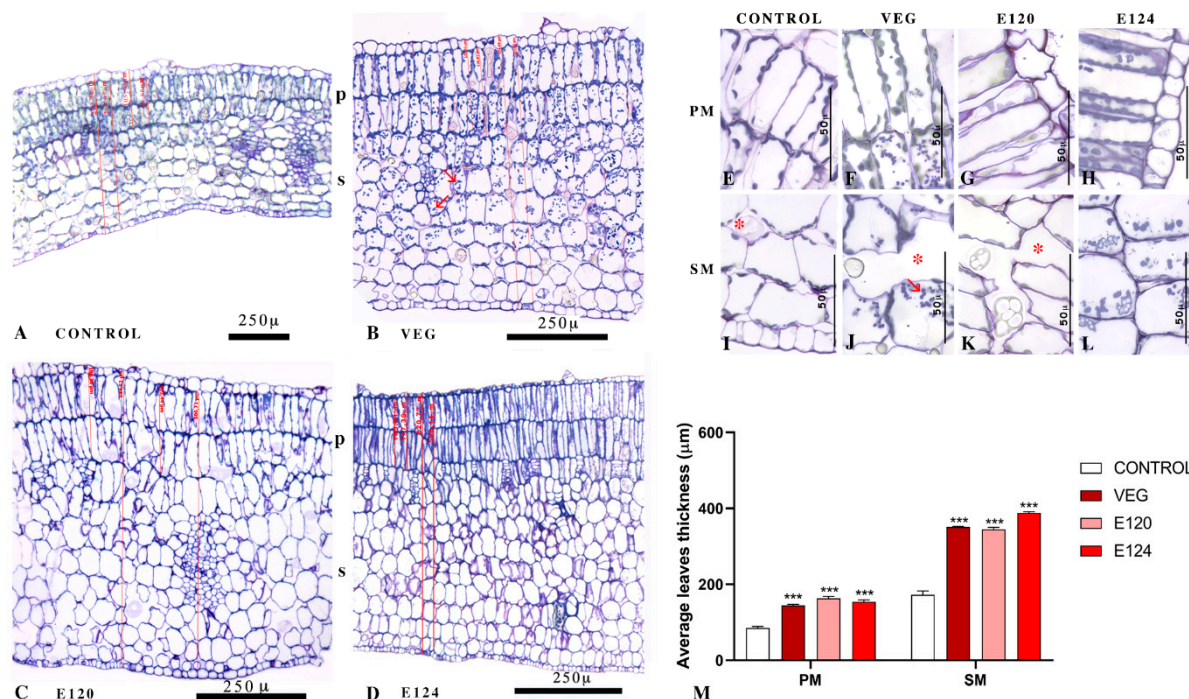 CONTROL VEG E120 E124
p
s
250μ
A CONTROL
250μ
B VEG
PM
50μ 50μ 50μ 50μ
E F G H
SM
* * *
50μ 50μ 50μ
I J K L
p
s
250 μ
C E120
250μ
D E124
Average leaves thickness (μm)
600
400
200
0
*** *** ***
*** *** ***
PM SM
CONTROL
VEG
E120
E124
M